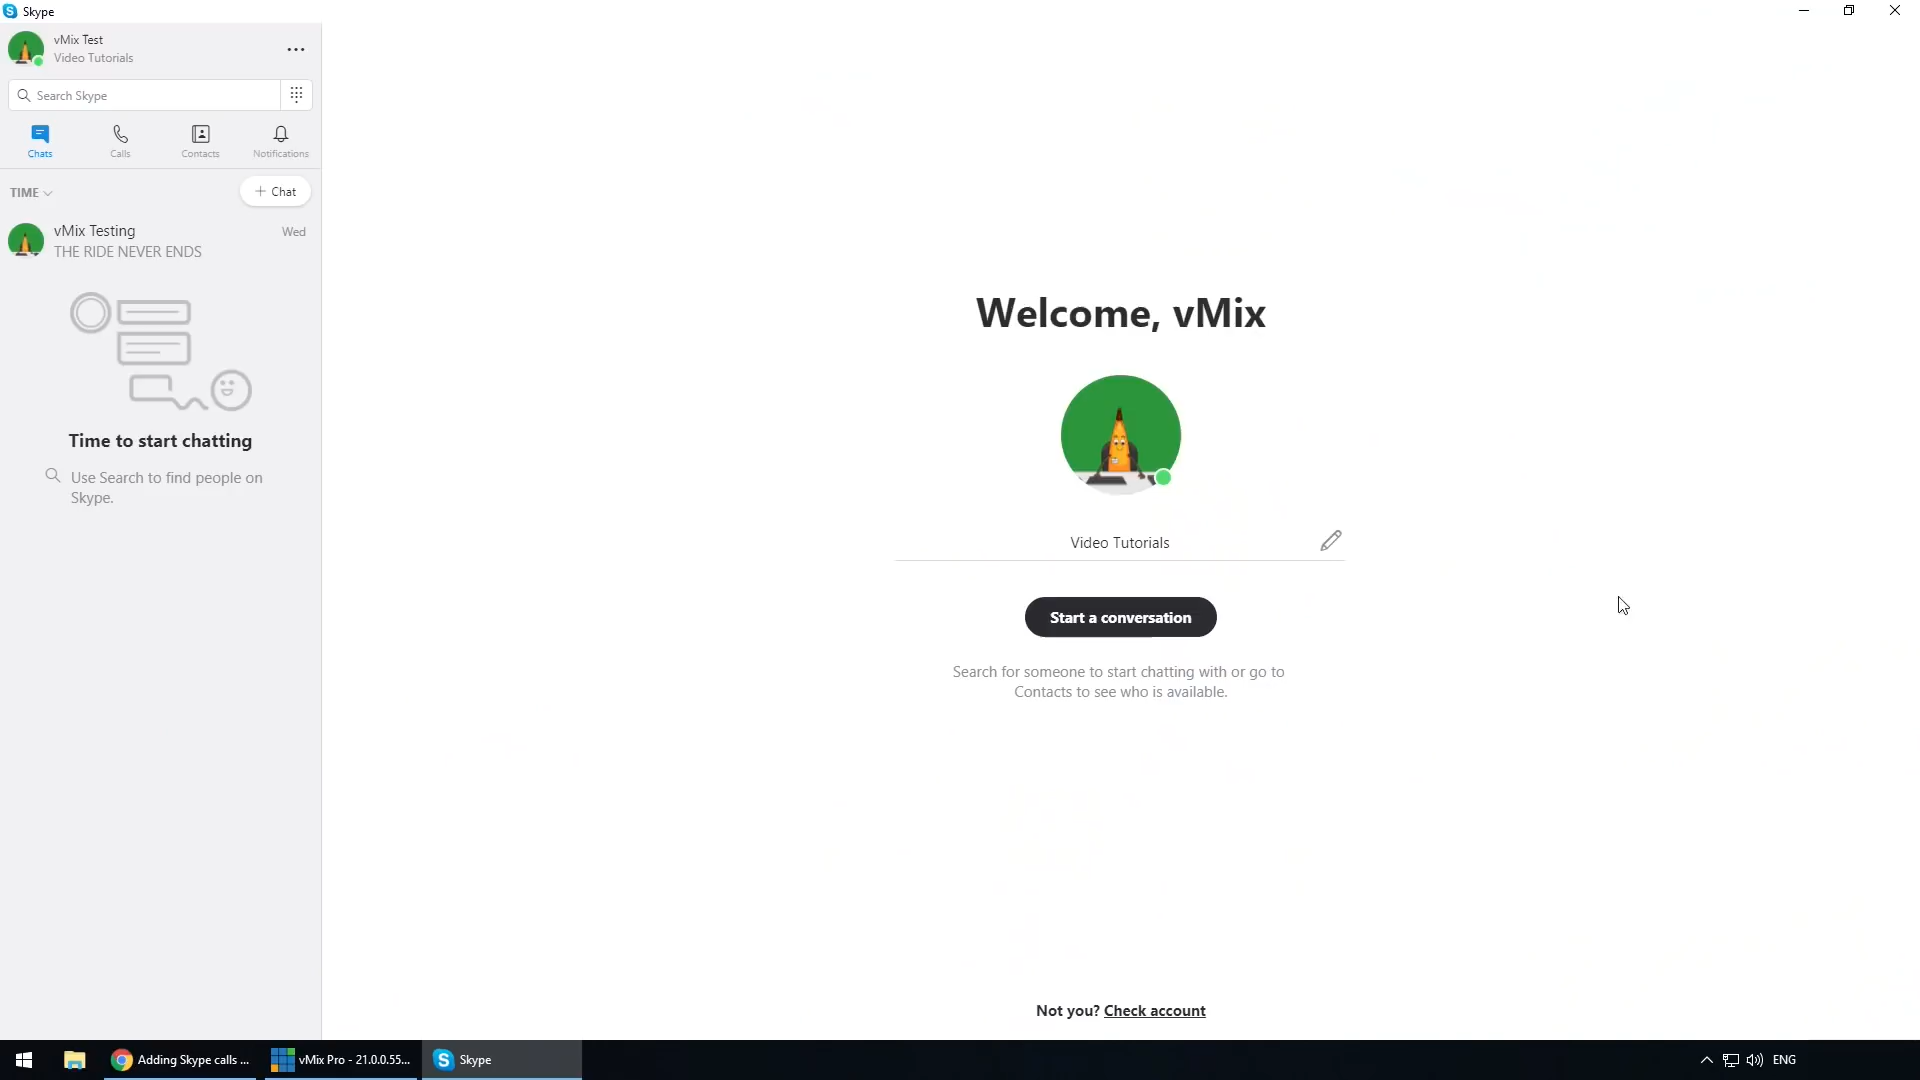 Skype
vMix Test
Video Tutorials
Search Skype
Chats
Calls
Contacts
Notifications
TIME
+ Chat
vMix Testing
Wed
THE RIDE NEVER ENDS
Time to start chatting
Use Search to find people on
Skype.
Welcome, vMix
Video Tutorials
Start a conversation
Search for someone to start chatting with or go to
Contacts to see who is available.
Not you? Check account
Adding Skype calls ...
vMix Pro - 21.0.0.55...
Skype
ENG